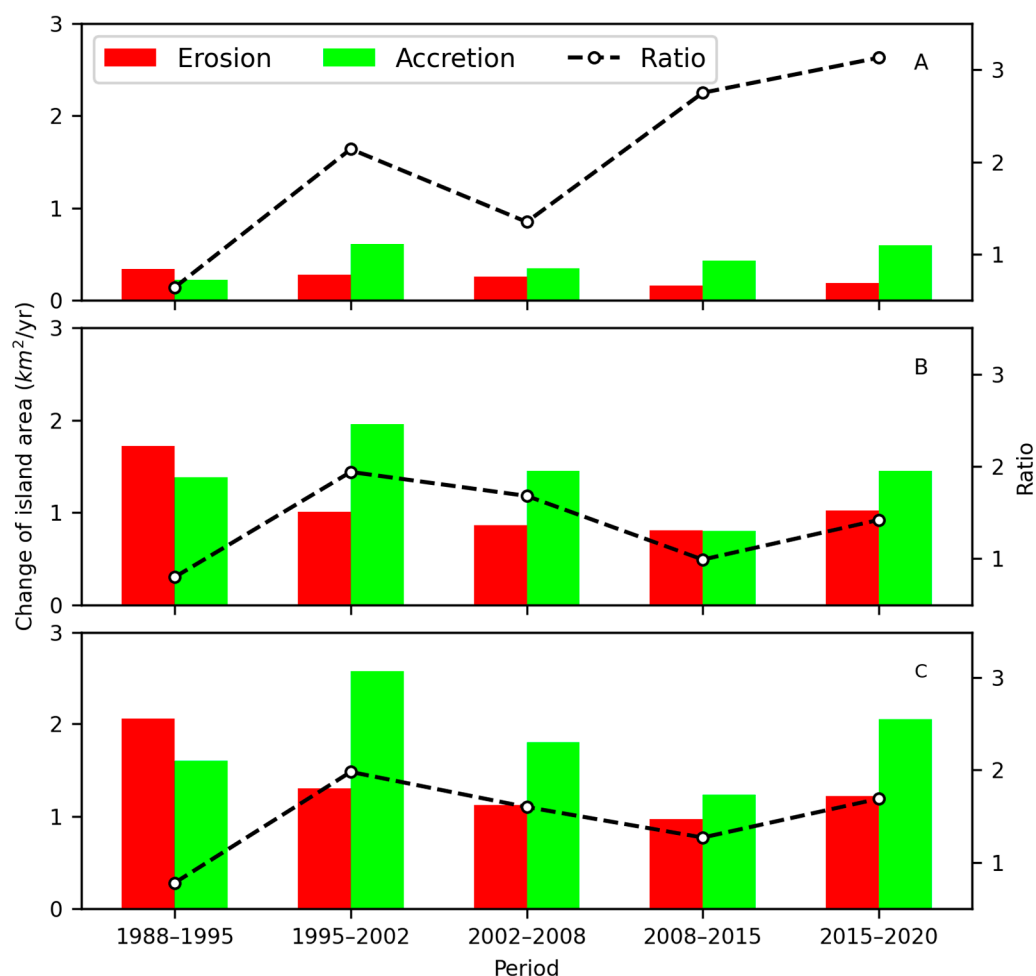 3
Erosion Accretion Ratio
A
3
2
2
1
1
0
3
B
3
2
2
1
1
0
Change of island area (km²/yr)
Ratio
3
C
3
2
2
1
1
0
1988–1995 1995–2002 2002–2008 2008–2015 2015–2020
Period